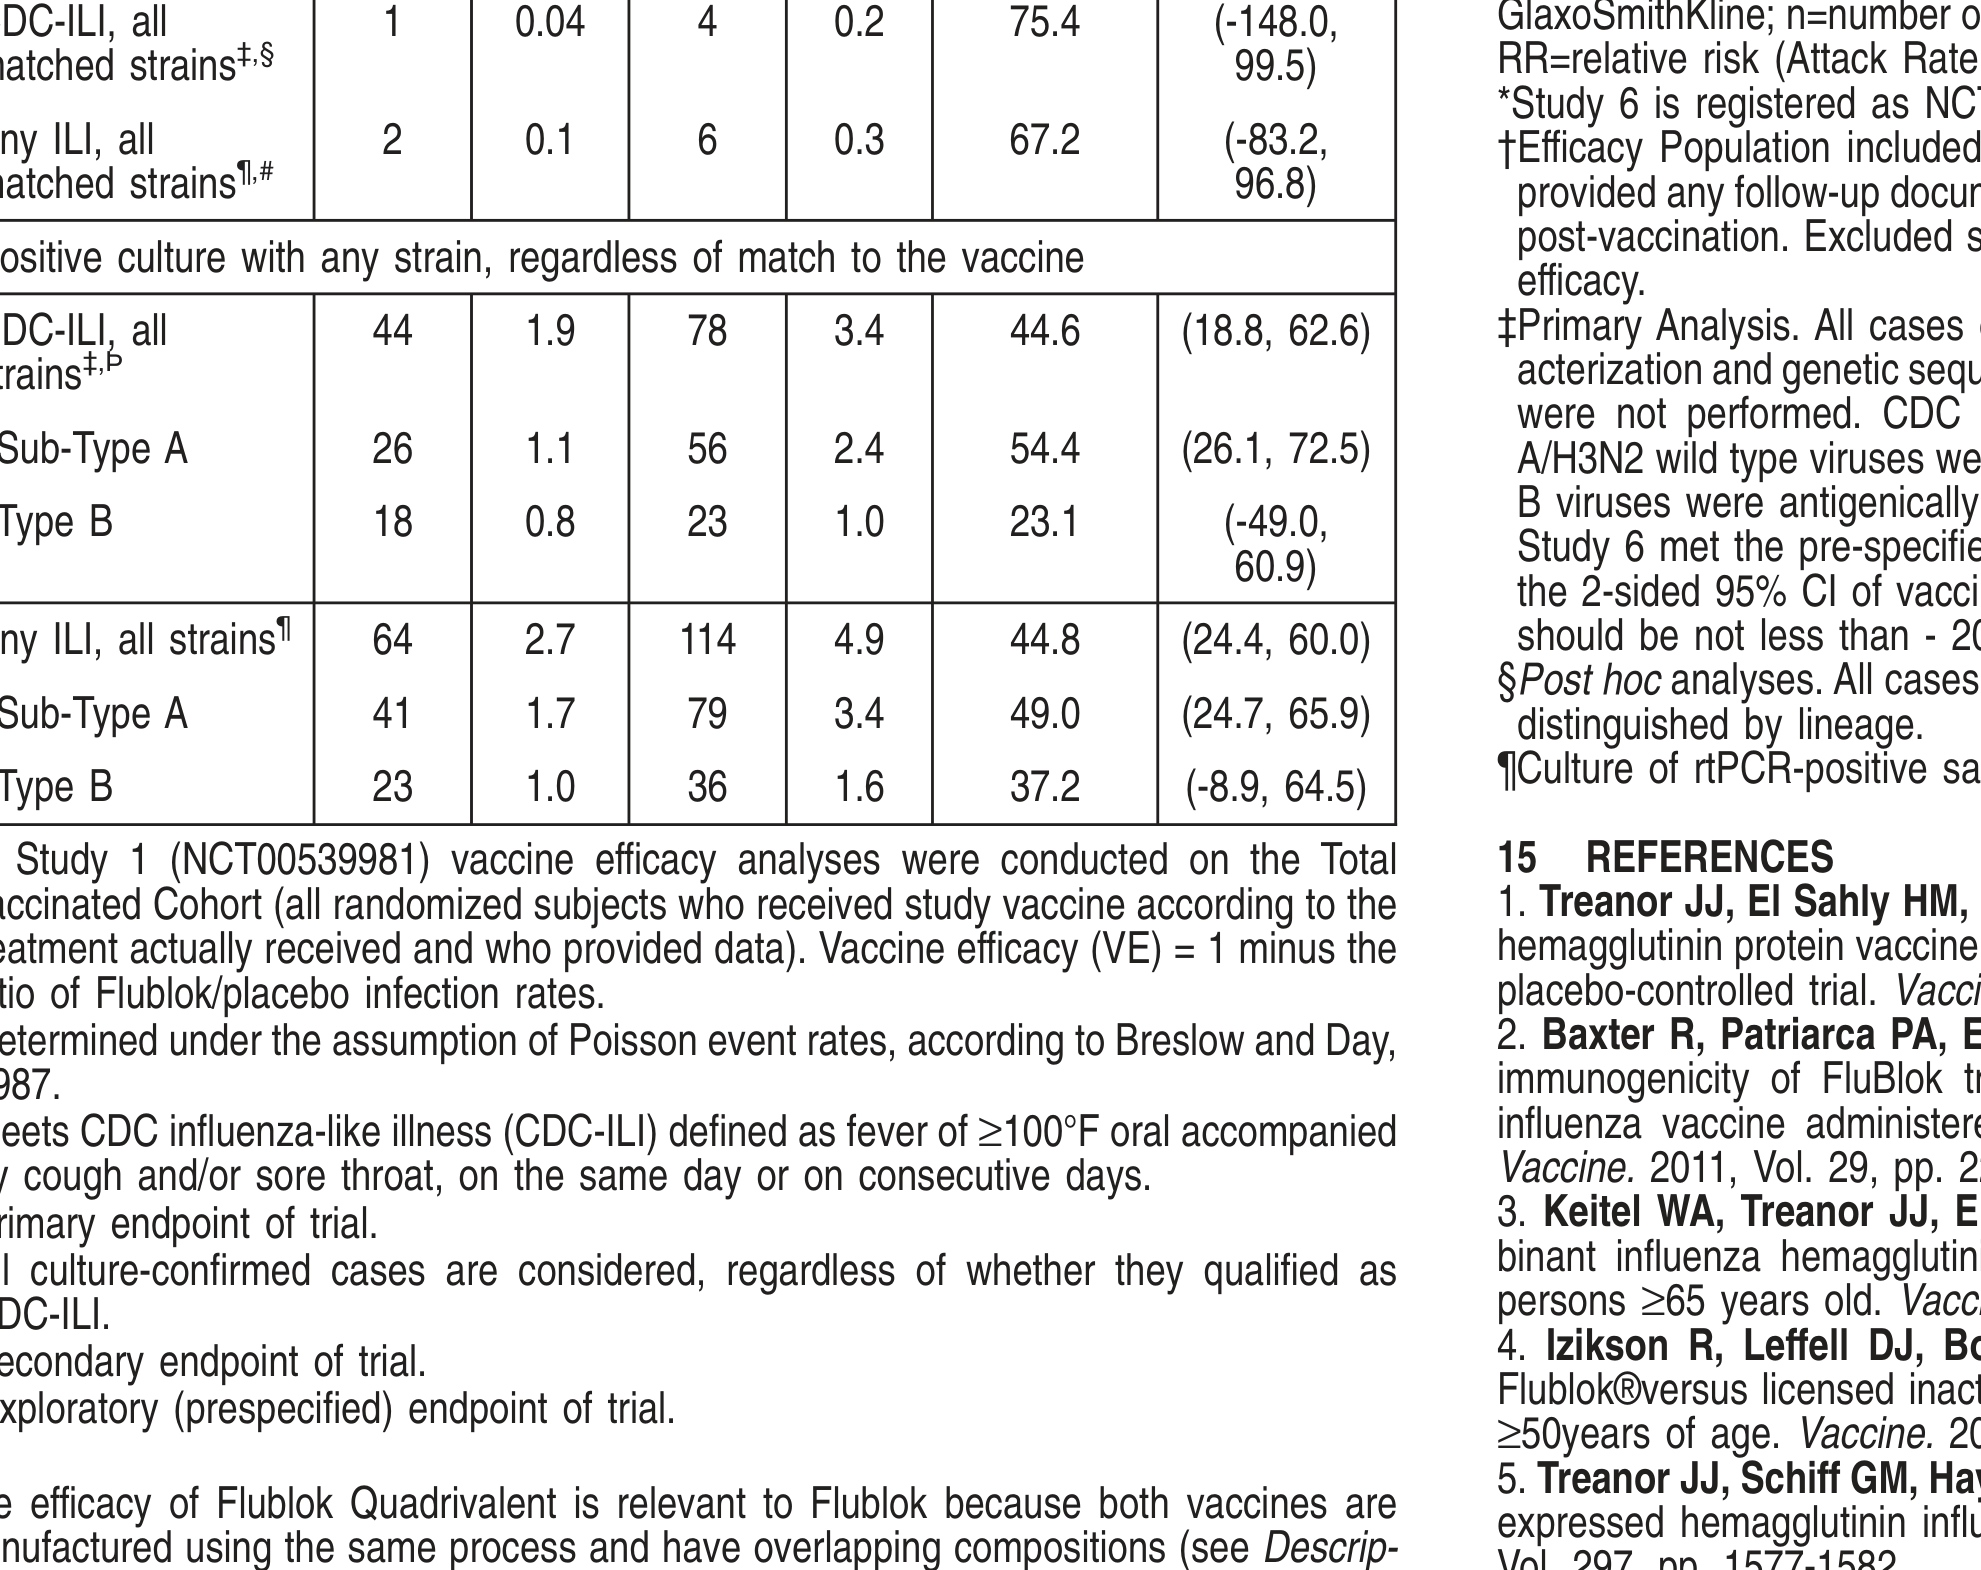 DC-ILI, all 1 0.04 4 0.2 75.4 (-148.0,
matched strains‡,§ 99.5)
ny ILI, all 2 0.1 6 0.3 67.2 (-83.2,
matched strains¶,# 96.8)
ositive culture with any strain, regardless of match to the vaccine
DC-ILI, all 44 1.9 78 3.4 44.6 (18.8, 62.6)
trains‡,Þ
Sub-Type A 26 1.1 56 2.4 54.4 (26.1, 72.5)
Type B 18 0.8 23 1.0 23.1 (-49.0,
60.9)
ny ILI, all strains¶ 64 2.7 114 4.9 44.8 (24.4, 60.0)
Sub-Type A 41 1.7 79 3.4 49.0 (24.7, 65.9)
Type B 23 1.0 36 1.6 37.2 (-8.9, 64.5)
Study 1 (NCT00539981) vaccine efficacy analyses were conducted on the Total
accinated Cohort (all randomized subjects who received study vaccine according to the
eatment actually received and who provided data). Vaccine efficacy (VE) = 1 minus the
tio of Flublok/placebo infection rates.
etermined under the assumption of Poisson event rates, according to Breslow and Day,
987.
eets CDC influenza-like illness (CDC-ILI) defined as fever of ≥100°F oral accompanied
y cough and/or sore throat, on the same day or on consecutive days.
rimary endpoint of trial.
l culture-confirmed cases are considered, regardless of whether they qualified as
DC-ILI.
econdary endpoint of trial.
xploratory (prespecified) endpoint of trial.
e efficacy of Flublok Quadrivalent is relevant to Flublok because both vaccines are
nufactured using the same process and have overlapping compositions (see Descrip-
GlaxoSmithKline; n=number o
RR=relative risk (Attack Rate
*Study 6 is registered as NCT
†Efficacy Population included
provided any follow-up docum
post-vaccination. Excluded s
efficacy.
‡Primary Analysis. All cases
acterization and genetic sequ
were not performed. CDC
A/H3N2 wild type viruses we
B viruses were antigenically
Study 6 met the pre-specifie
the 2-sided 95% CI of vacci
should be not less than - 20
§Post hoc analyses. All cases
distinguished by lineage.
¶Culture of rtPCR-positive sa
15 REFERENCES
1. Treanor JJ, El Sahly HM,
hemagglutinin protein vaccine
placebo-controlled trial. Vacci
2. Baxter R, Patriarca PA, E
immunogenicity of FluBlok tr
influenza vaccine administere
Vaccine. 2011, Vol. 29, pp. 22
3. Keitel WA, Treanor JJ, E
binant influenza hemagglutini
persons ≥65 years old. Vacci
4. Izikson R, Leffell DJ, Bo
Flublok®versus licensed inact
≥50years of age. Vaccine. 20
5. Treanor JJ, Schiff GM, Hay
expressed hemagglutinin influ
Vol. 297, pp. 1577-1582